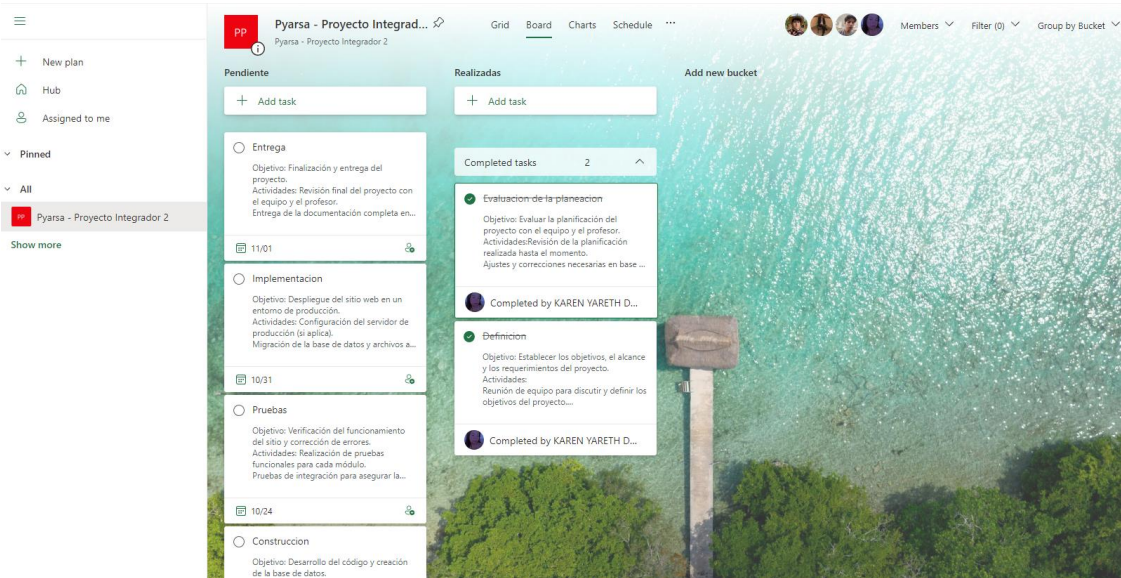 New plan
Hub
Assigned to me
Pinned
All
PP Pyarsa - Proyecto Integrador 2
Show more
PP
Pyarsa - Proyecto Integrad...
Pyarsa - Proyecto Integrador 2
Grid Board Charts Schedule ...
Members Filter (0) Group by Bucket
Pendiente
+ Add task
Entrega
Objetivo: Finalización y entrega del
proyecto.
Actividades: Revisión final del proyecto con
el equipo y el profesor.
Entrega de la documentación completa en...
11/01
Implementacion
Objetivo: Despliegue del sitio web en un
entorno de producción.
Actividades: Configuración del servidor de
producción (si aplica).
Migración de la base de datos y archivos a...
10/31
Pruebas
Objetivo: Verificación del funcionamiento
del sitio y corrección de errores.
Actividades: Realización de pruebas
funcionales para cada módulo.
Pruebas de integración para asegurar la...
10/24
Construccion
Objetivo: Desarrollo del código y creación
de la base de datos.
Realizadas
+ Add task
Completed tasks 2
Evaluacion de la planeacion
Objetivo: Evaluar la planificación del
proyecto con el equipo y el profesor.
Actividades:Revisión de la planificación
realizada hasta el momento.
Ajustes y correcciones necesarias en base ...
Completed by KAREN YARETH D...
Definicion
Objetivo: Establecer los objetivos, el alcance
y los requerimientos del proyecto.
Actividades:
Reunión de equipo para discutir y definir los
objetivos del proyecto....
Completed by KAREN YARETH D...
Add new bucket